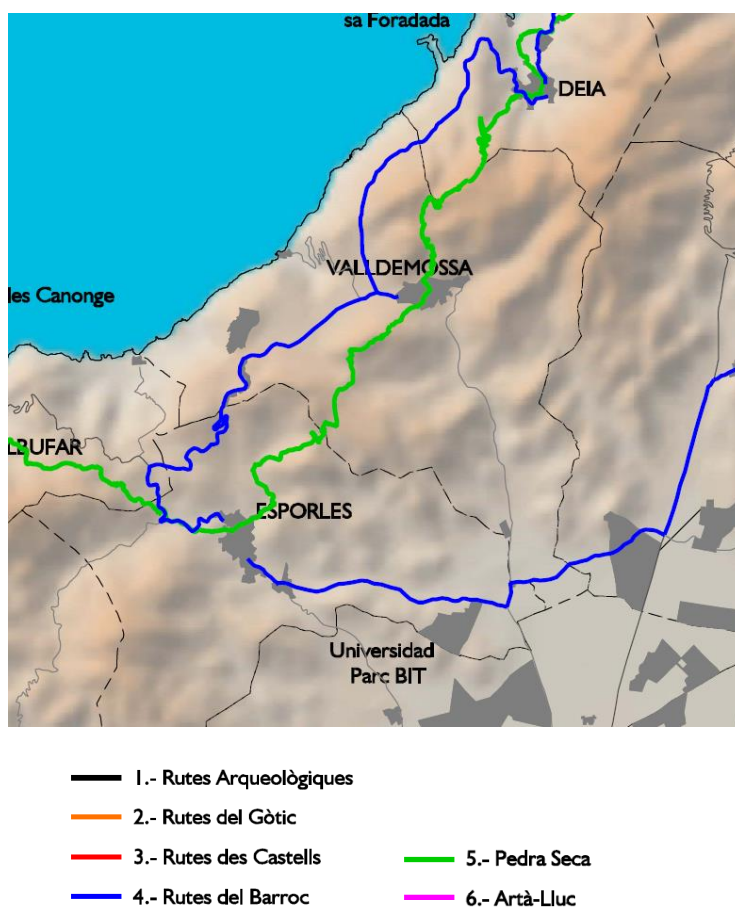 sa Foradada
DEIA
VALLDEMOSSA
les Canonge
LBUFAR
ESPORLES
Universidad
Parc BIT
1.- Rutes Arqueològiques
2.- Rutes del Gòtic
3.- Rutes des Castells
4.- Rutes del Barroc
5.- Pedra Seca
6.- Artà-Lluc